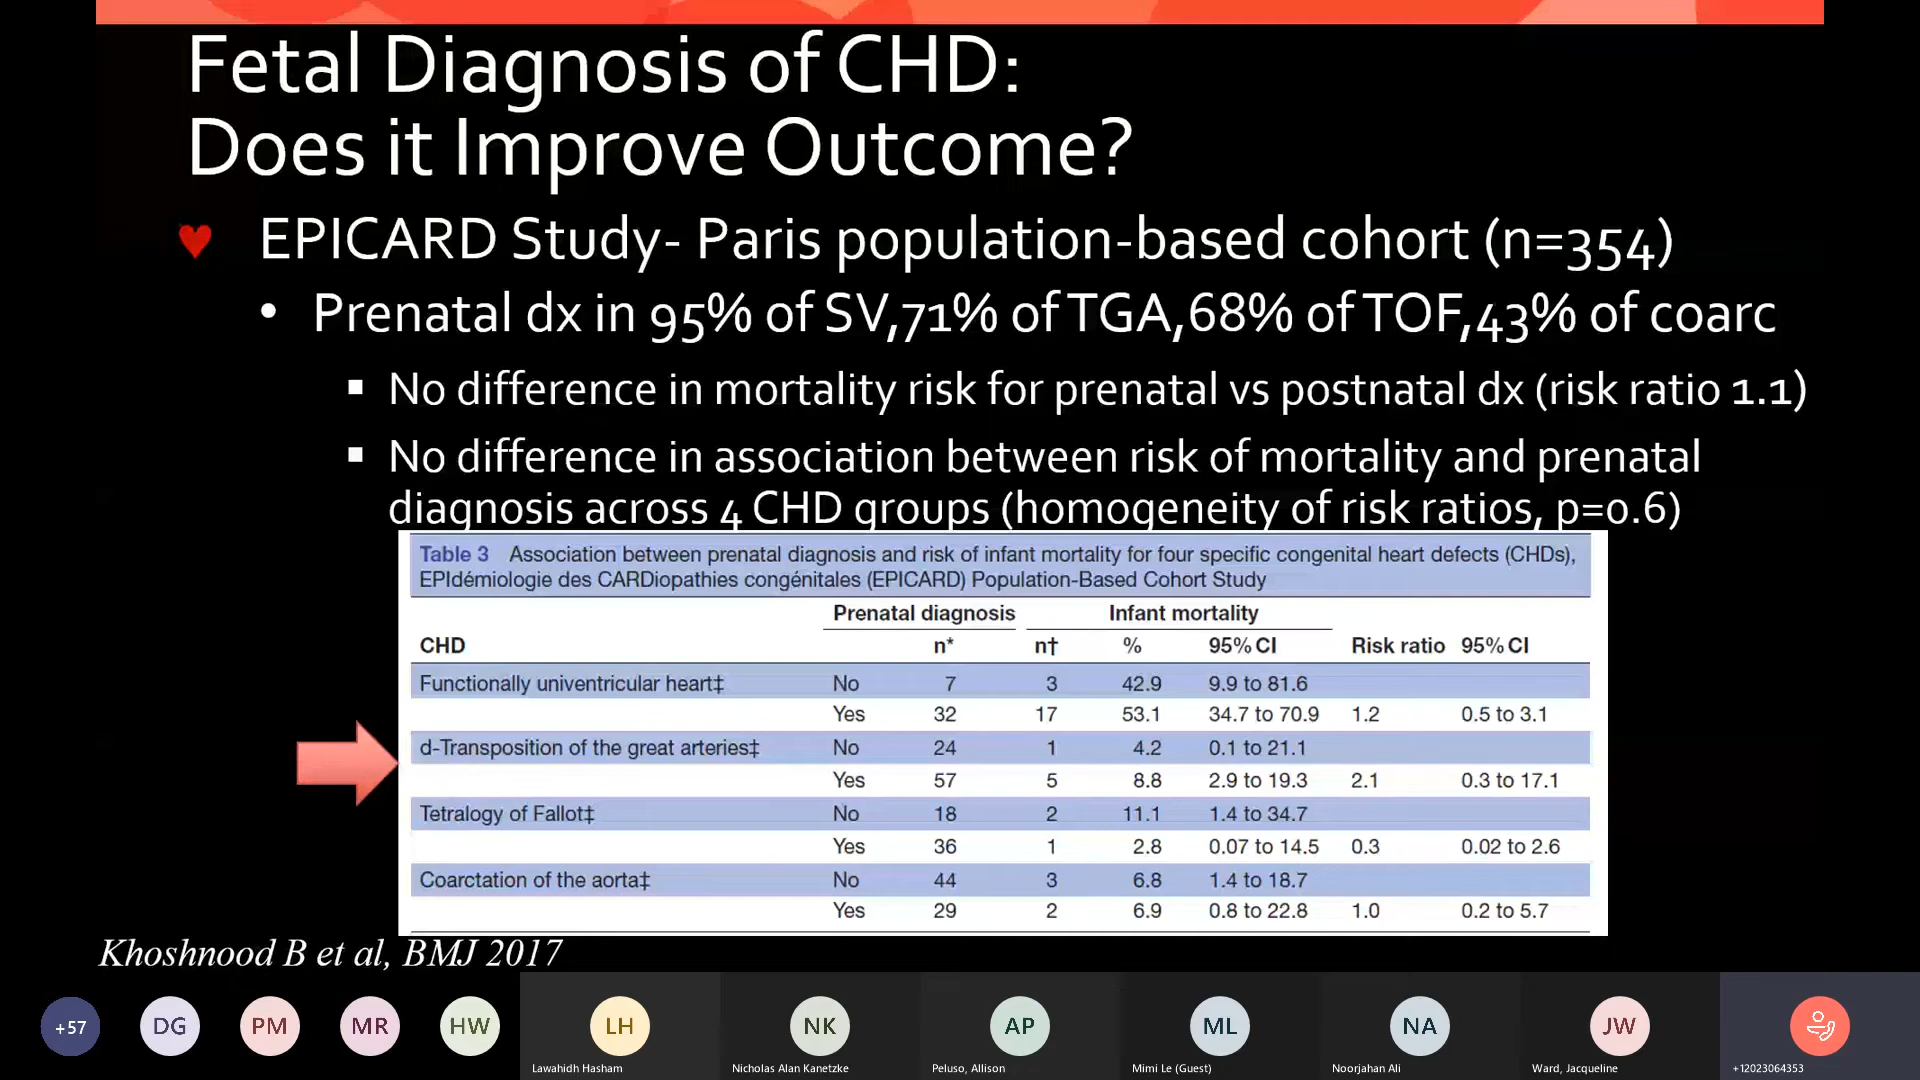 Fetal Diagnosis of CHD:
Does it Improve Outcome?
♥ EPICARD Study- Paris population-based cohort (n=354)
• Prenatal dx in 95% of SV,71% of TGA,68% of TOF,43% of coarc
▪ No difference in mortality risk for prenatal vs postnatal dx (risk ratio 1.1)
▪ No difference in association between risk of mortality and prenatal
diagnosis across 4 CHD groups (homogeneity of risk ratios, p=0.6)
Table 3 Association between prenatal diagnosis and risk of infant mortality for four specific congenital heart defects (CHDs),
EPIdémiologie des CARDiopathies congénitales (EPICARD) Population-Based Cohort Study
Prenatal diagnosis Infant mortality
CHD n* n† % 95% CI Risk ratio 95% CI
Functionally univentricular heart‡ No 7 3 42.9 9.9 to 81.6
Yes 32 17 53.1 34.7 to 70.9 1.2 0.5 to 3.1
d-Transposition of the great arteries‡ No 24 1 4.2 0.1 to 21.1
Yes 57 5 8.8 2.9 to 19.3 2.1 0.3 to 17.1
Tetralogy of Fallot‡ No 18 2 11.1 1.4 to 34.7
Yes 36 1 2.8 0.07 to 14.5 0.3 0.02 to 2.6
Coarctation of the aorta‡ No 44 3 6.8 1.4 to 18.7
Yes 29 2 6.9 0.8 to 22.8 1.0 0.2 to 5.7
Khoshnood B et al, BMJ 2017
+57 DG PM MR HW LH NK AP ML NA JW
Lawahidh Hasham Nicholas Alan Kanetzke Peluso, Allison Mimi Le (Guest) Noorjahan Ali Ward, Jacqueline +12023064353